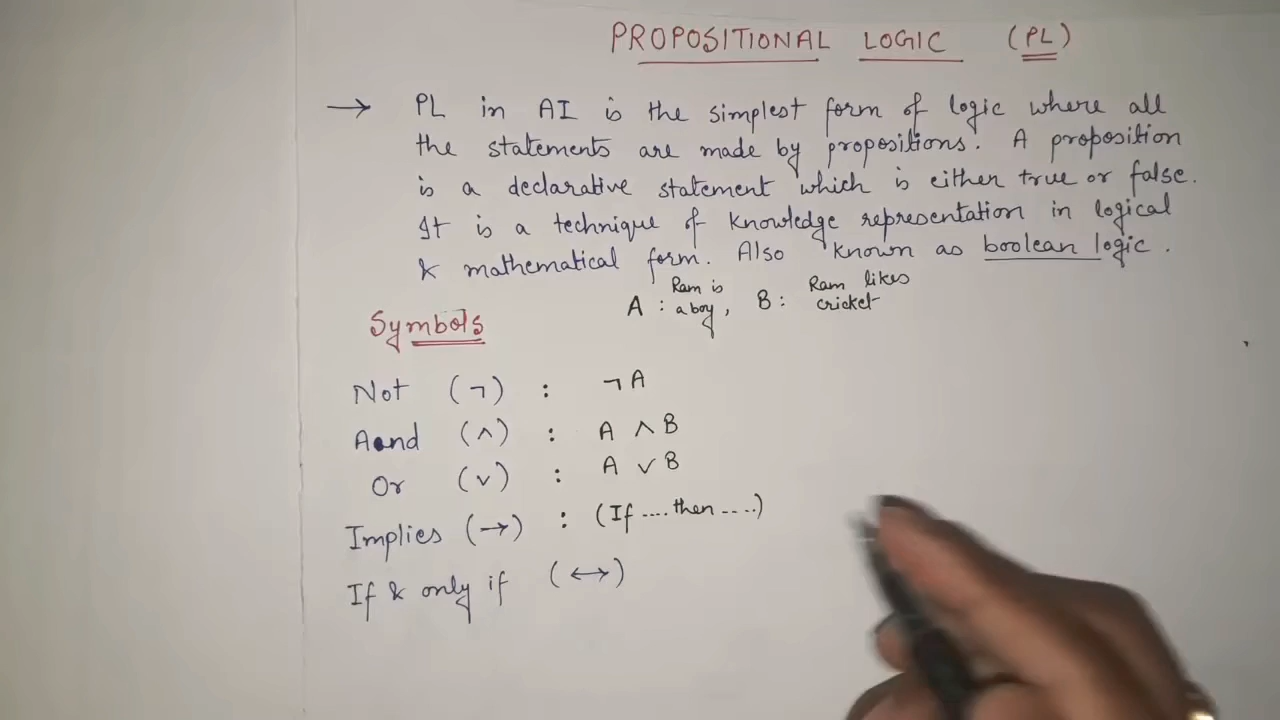 PROPOSITIONAL LOGIC (PL)
→ PL in AI is the simplest form of logic where all
the statements are made by propositions. A proposition
is a declarative statement which is either true or false.
It is a technique of knowledge representation in logical
& mathematical form. Also known as boolean logic.
A : Ram is a boy, B : Ram likes cricket
Symbols
Not (¬) : ¬A
And (∧) : A ∧ B
Or (∨) : A ∨ B
Implies (→) : (If .... then ....)
If & only if (↔)